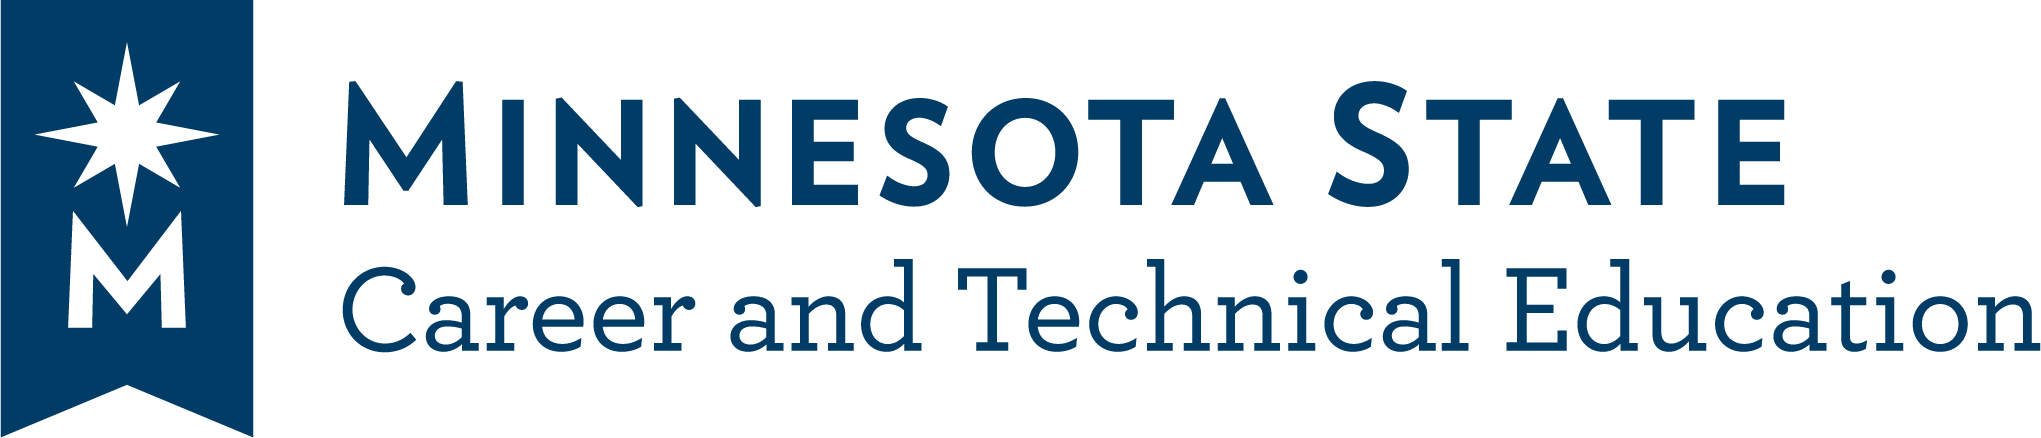 M
MINNESOTA STATE
Career and Technical Education